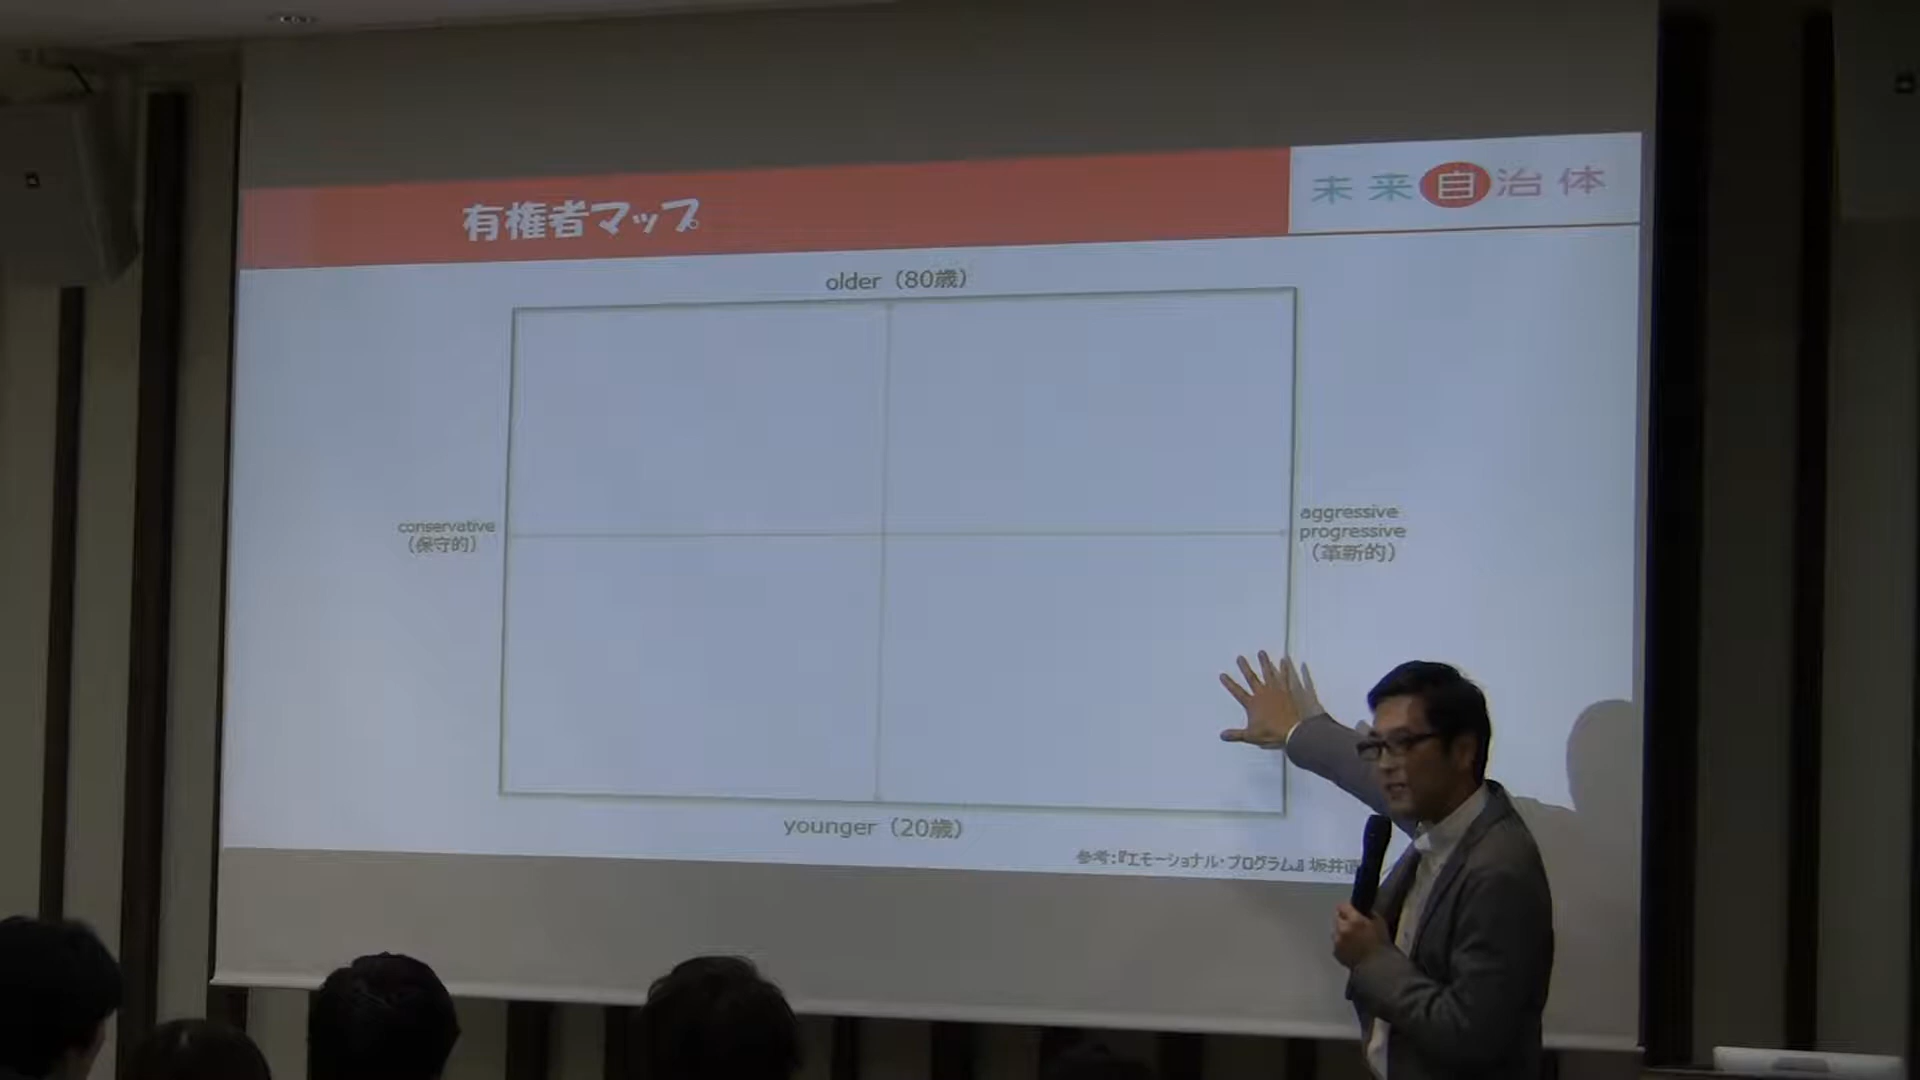 有権者マップ
未来自治体
older（80歳）
conservative
（保守的）
aggressive
progressive
（革新的）
younger（20歳）
参考：『エモーショナル・プログラム』 坂井